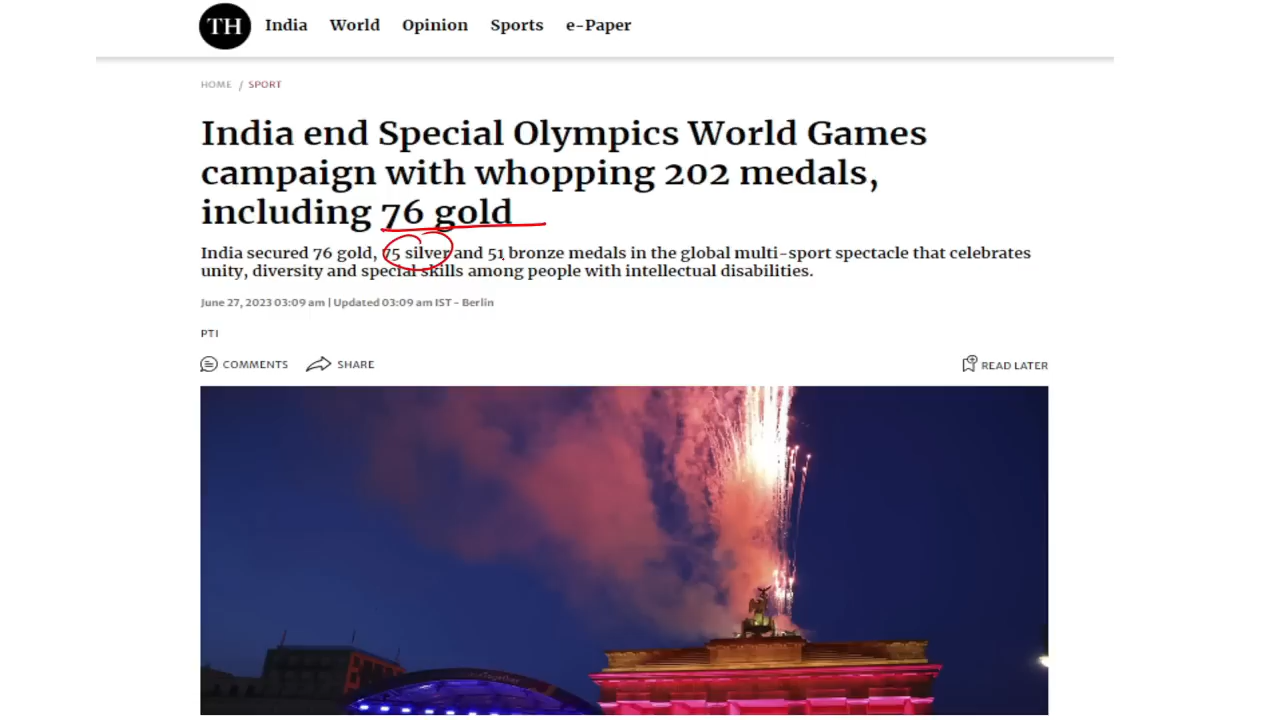 TH India World Opinion Sports e-Paper
HOME / SPORT
India end Special Olympics World Games
campaign with whopping 202 medals,
including 76 gold
India secured 76 gold, 75 silver and 51 bronze medals in the global multi-sport spectacle that celebrates
unity, diversity and special skills among people with intellectual disabilities.
June 27, 2023 03:09 am | Updated 03:09 am IST - Berlin
PTI
COMMENTS SHARE READ LATER